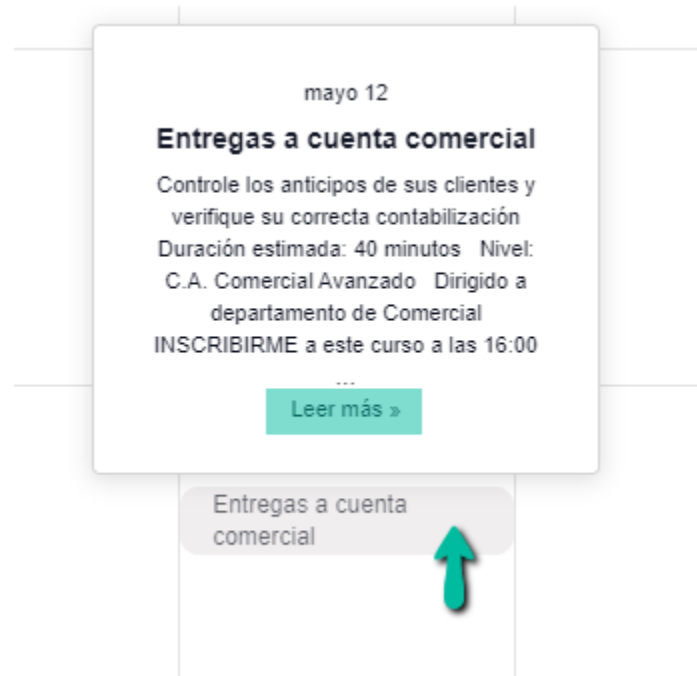 mayo 12
Entregas a cuenta comercial
Controle los anticipos de sus clientes y
verifique su correcta contabilización
Duración estimada: 40 minutos Nivel:
C.A. Comercial Avanzado Dirigido a
departamento de Comercial
INSCRIBIRME a este curso a las 16:00
...
Leer más »
Entregas a cuenta
comercial